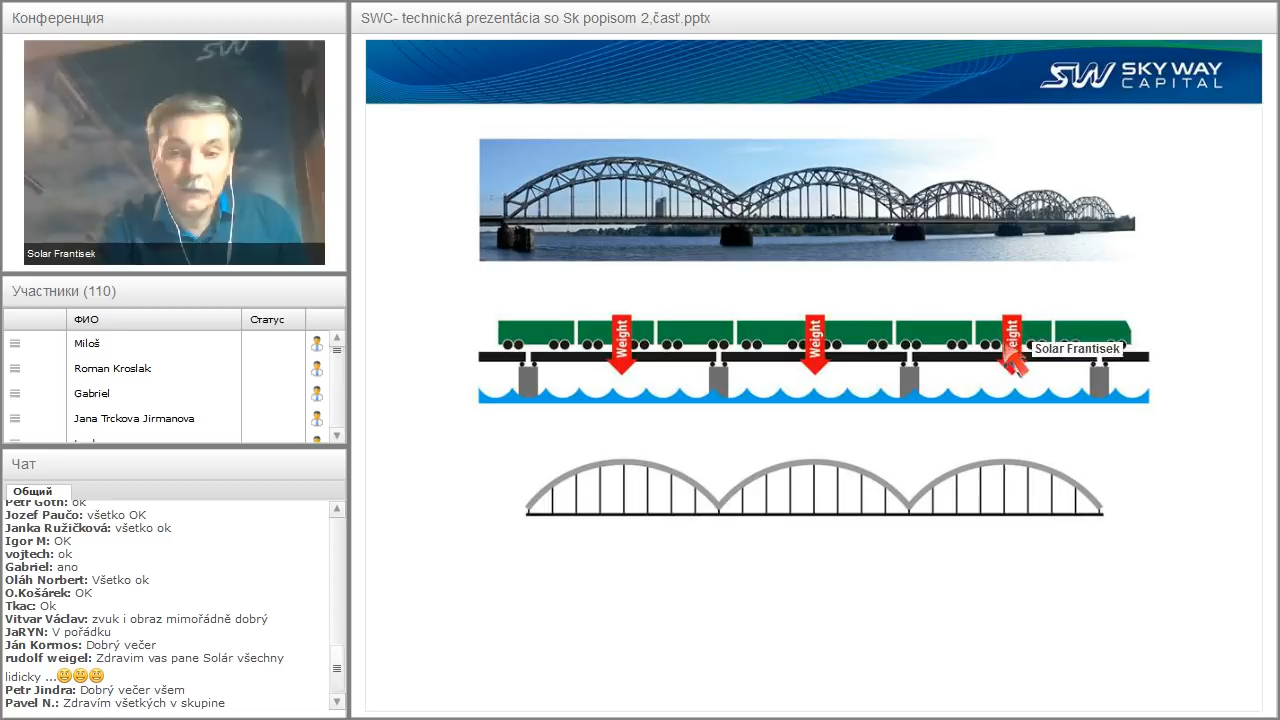 Конференция
SW
Solar Frantisek
Участники (110)
ФИО
Статус
Miloš
Roman Kroslak
Gabriel
Jana Trckova Jirmanova
Чат
Общий
Petr Goth: ok
Jozef Paučo: všetko OK
Janka Ružičková: všetko ok
Igor M: OK
vojtech: ok
Gabriel: ano
Oláh Norbert: Všetko ok
O.Košárek: OK
Tkac: Ok
Vitvar Václav: zvuk i obraz mimořádně dobrý
JaRYN: V pořádku
Ján Kormos: Dobrý večer
rudolf weigel: Zdravim vas pane Solár všechny
lidicky ...
Petr Jindra: Dobrý večer všem
Pavel N.: Zdravím všetkých v skupine
SWC- technická prezentácia so Sk popisom 2,časť.pptx
SW SKY WAY
CAPITAL
Weight
Weight
Weight
Solar Frantisek